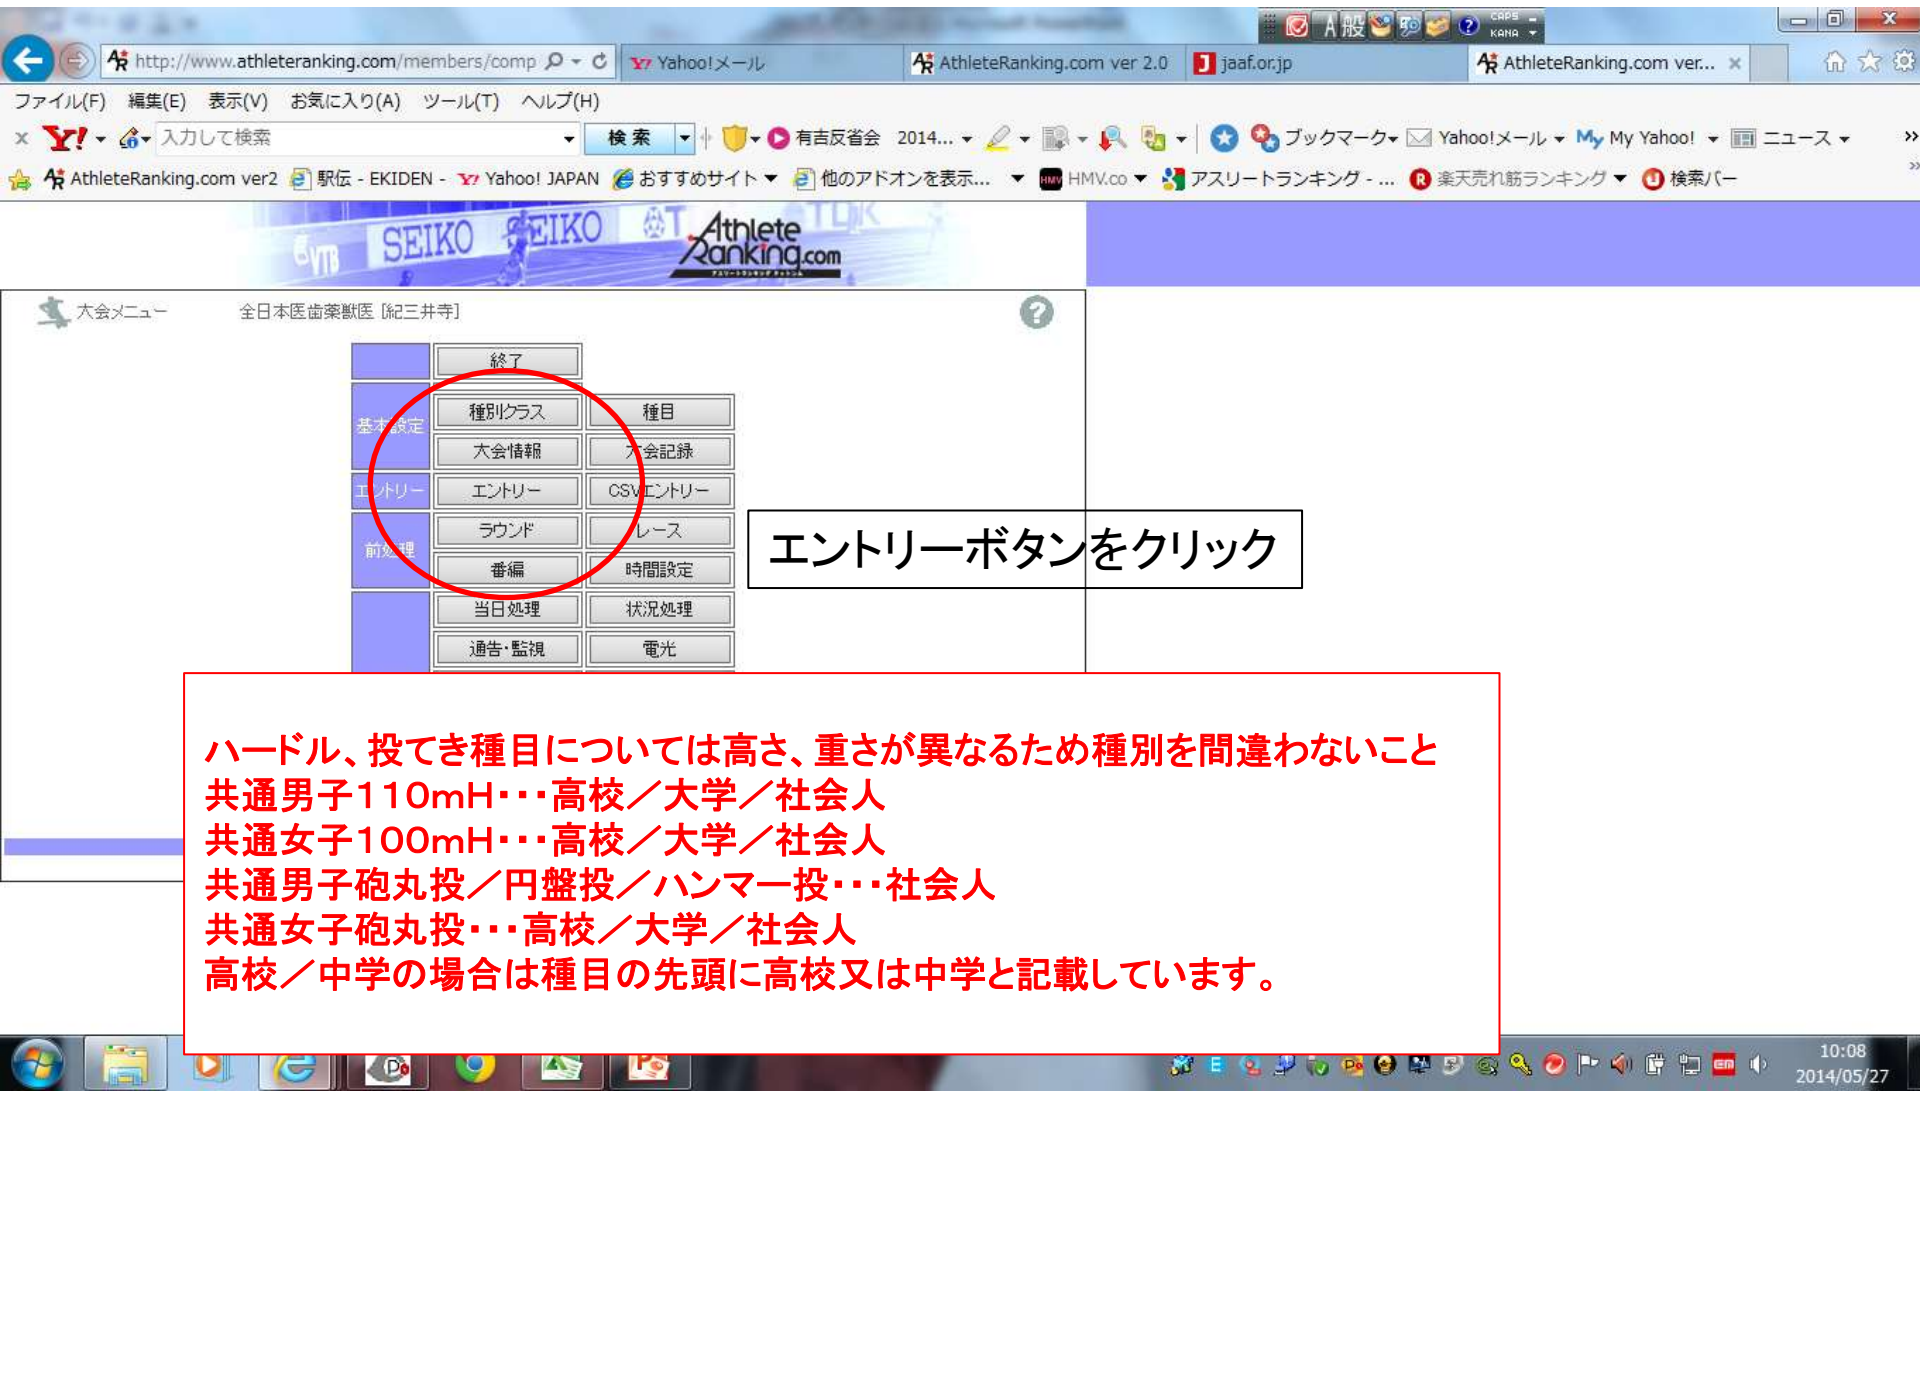 A 般 CAPS KANA
http://www.athleteranking.com/members/comp
Yahoo!メール
AthleteRanking.com ver 2.0
jaaf.or.jp
AthleteRanking.com ver...
ファイル(F) 編集(E) 表示(V) お気に入り(A) ツール(T) ヘルプ(H)
入力して検索 検索 有吉反省会 2014... ブックマーク Yahoo!メール My Yahoo! ニュース
AthleteRanking.com ver2 駅伝 - EKIDEN - Yahoo! JAPAN おすすめサイト 他のアドオンを表示... HMV.co アスリートランキング - ... 楽天売れ筋ランキング 検索バー
VTB SEIKO SEIKO TDK
Athlete
Ranking.com
大会メニュー 全日本医歯薬獣医 [紀三井寺]
終了
基本設定 種別クラス 種目
大会情報 大会記録
エントリー エントリー CSVエントリー
前処理 ラウンド レース
番編 時間設定
当日処理 状況処理
通告・監視 電光
エントリーボタンをクリック
ハードル、投てき種目については高さ、重さが異なるため種別を間違わないこと
共通男子110mH・・・高校／大学／社会人
共通女子100mH・・・高校／大学／社会人
共通男子砲丸投／円盤投／ハンマー投・・・社会人
共通女子砲丸投・・・高校／大学／社会人
高校／中学の場合は種目の先頭に高校又は中学と記載しています。
10:08
2014/05/27